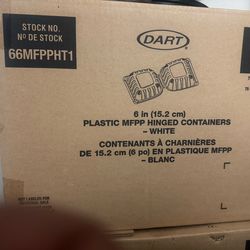 STOCK NO.
Nº DE STOCK
66MFPPHT1
DART
6 in (15.2 cm)
PLASTIC MFPP HINGED CONTAINERS
– WHITE
CONTENANTS À CHARNIÈRES
DE 15.2 cm (6 po) EN PLASTIQUE MFPP
– BLANC